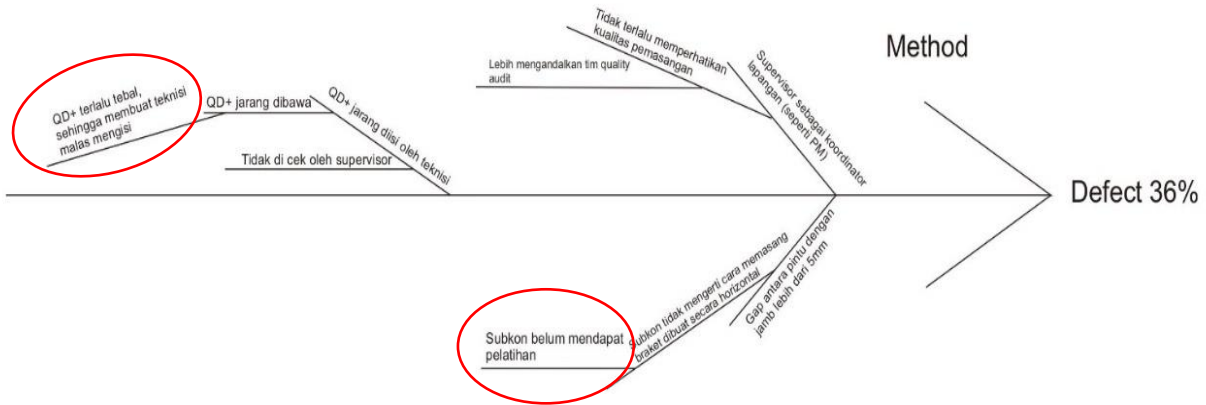 Method
Defect 36%
QD+ terlalu tebal,
sehingga membuat teknisi
malas mengisi
QD+ jarang dibawa
QD+ jarang diisi oleh teknisi
Tidak di cek oleh supervisor
Lebih mengandalkan tim quality
audit
Tidak terlalu memperhatikan
kualitas pemasangan
Supervisor sebagai koordinator
lapangan (seperti PM)
Subkon belum mendapat
pelatihan
Subkon tidak mengerti cara memasang
braket dibuat secara horizontal
Gap antara pintu dengan
jamb lebih dari 5mm